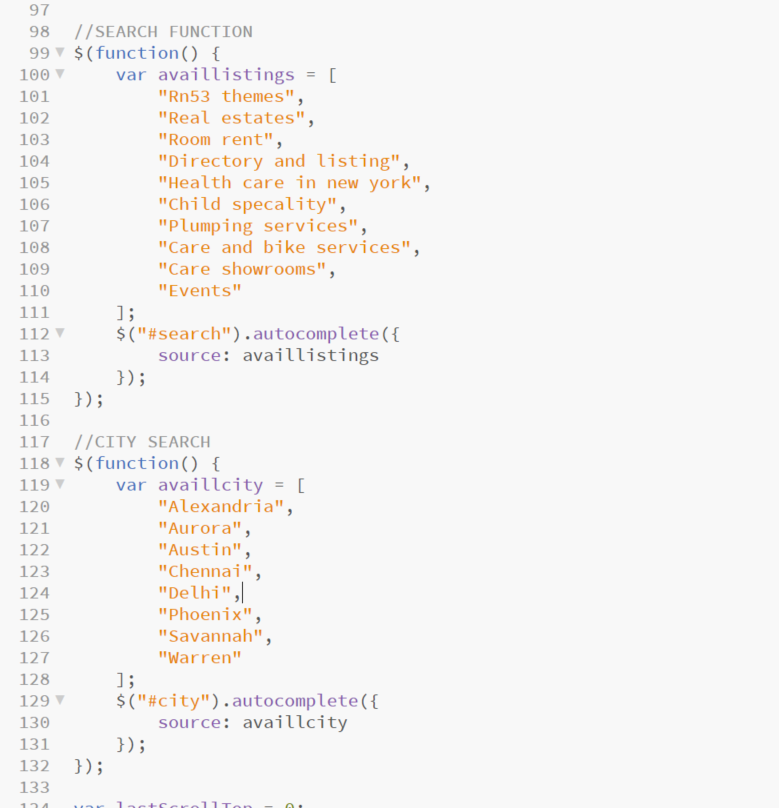 97
98 //SEARCH FUNCTION
99 $(function() {
100 var availlistings = [
101 "Rn53 themes",
102 "Real estates",
103 "Room rent",
104 "Directory and listing",
105 "Health care in new york",
106 "Child specality",
107 "Plumping services",
108 "Care and bike services",
109 "Care showrooms",
110 "Events"
111 ];
112 $("#search").autocomplete({
113 source: availlistings
114 });
115 });
116
117 //CITY SEARCH
118 $(function() {
119 var availlcity = [
120 "Alexandria",
121 "Aurora",
122 "Austin",
123 "Chennai",
124 "Delhi",
125 "Phoenix",
126 "Savannah",
127 "Warren"
128 ];
129 $("#city").autocomplete({
130 source: availlcity
131 });
132 });
133
134 var lastScrollTop = 0;